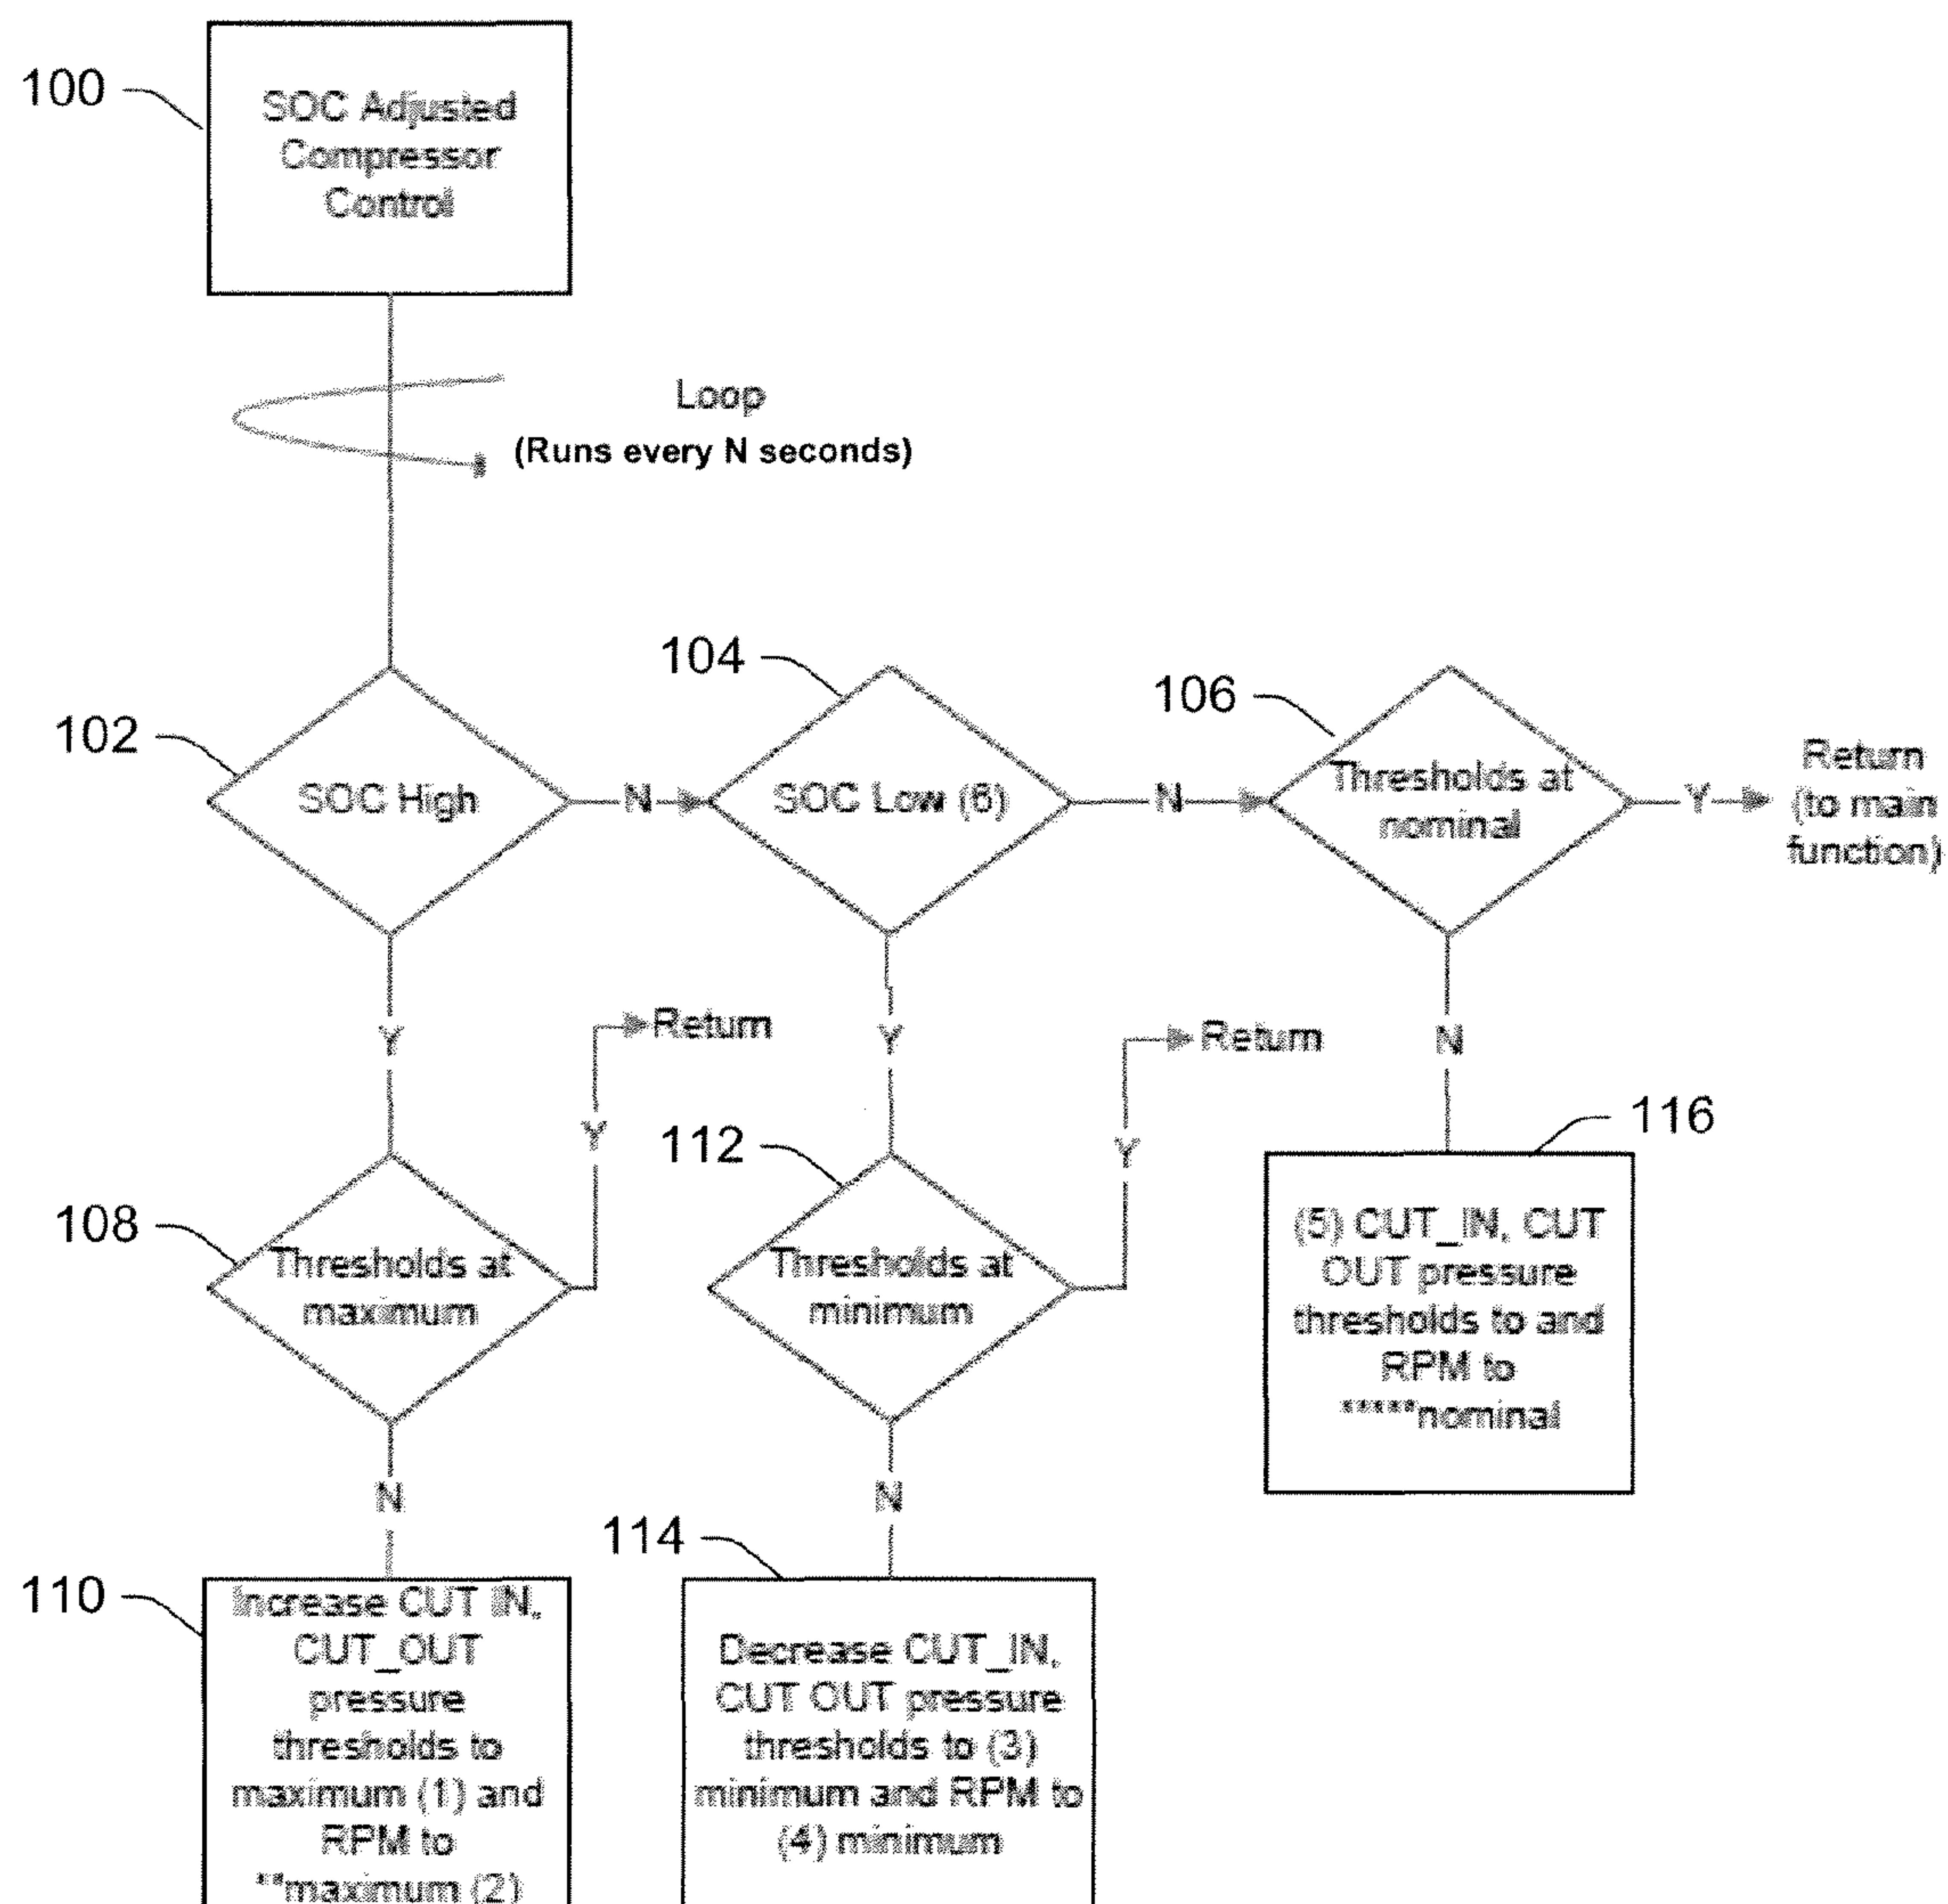 100
SOC Adjusted
Compressor
Control
Loop
(Runs every N seconds)
102
SOC High
N
104
SOC Low (6)
N
106
Thresholds at
nominal
Y
Return
(to main
function)
Y
Y
N
Return
Return
Y
Y
108
Thresholds at
maximum
112
Thresholds at
minimum
116
(5) CUT_IN, CUT
OUT pressure
thresholds to and
RPM to
*****nominal
N
N
110
Increase CUT IN,
CUT_OUT
pressure
thresholds to
maximum (1) and
RPM to
**maximum (2)
114
Decrease CUT_IN,
CUT OUT pressure
thresholds to (3)
minimum and RPM to
(4) minimum